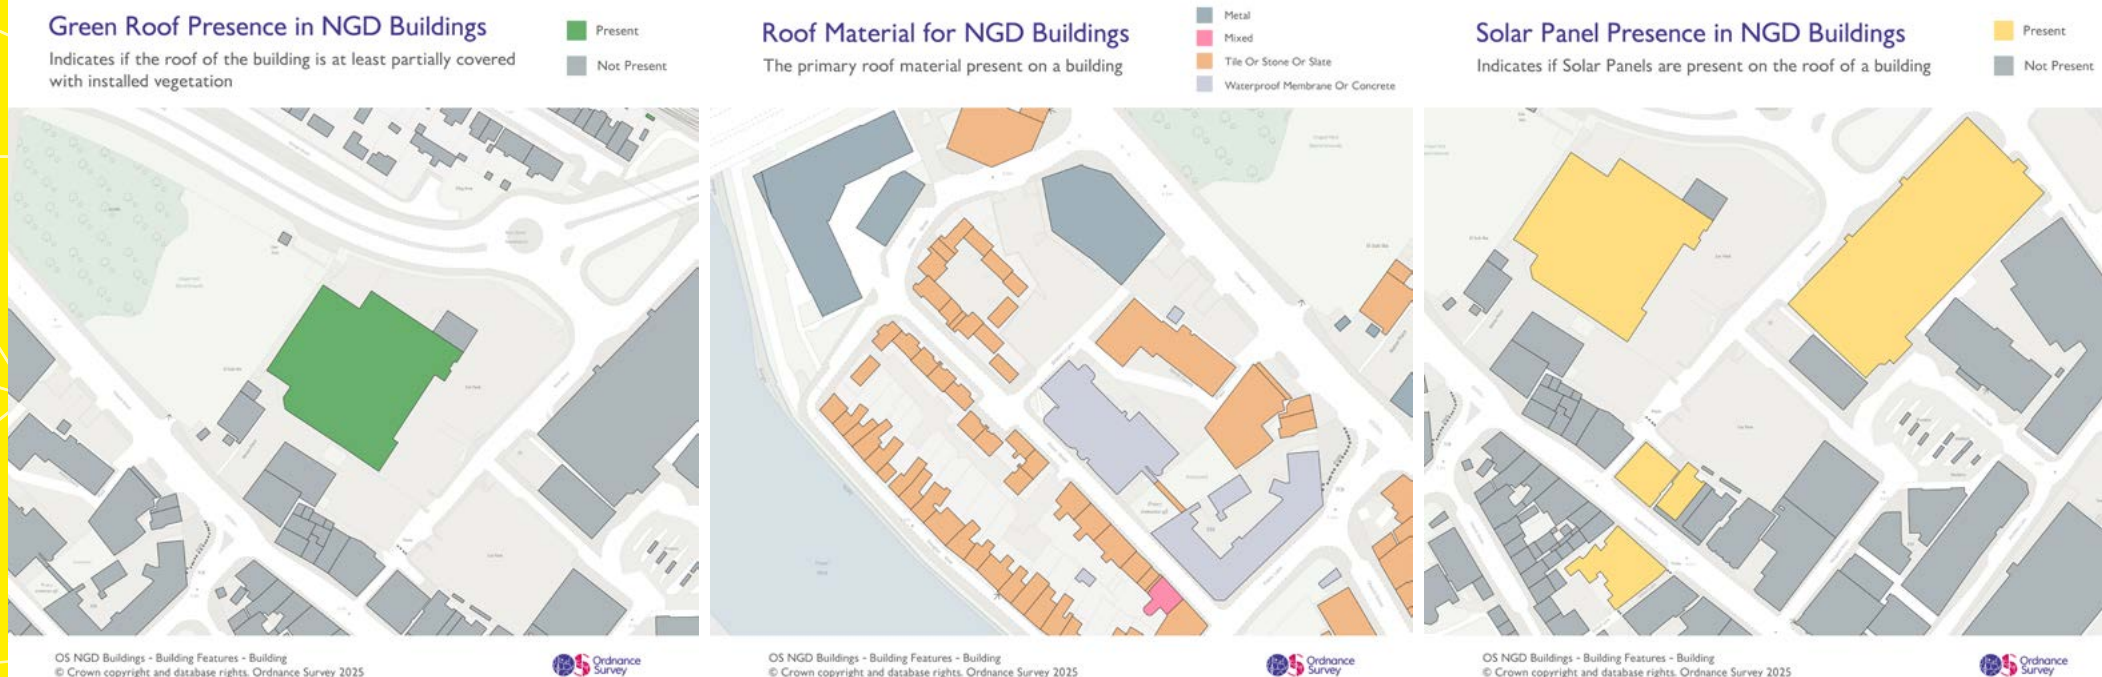 Green Roof Presence in NGD Buildings
Indicates if the roof of the building is at least partially covered
with installed vegetation
Present
Not Present
OS NGD Buildings - Building Features - Building
© Crown copyright and database rights. Ordnance Survey 2025
Ordnance
Survey
Roof Material for NGD Buildings
The primary roof material present on a building
Metal
Mixed
Tile Or Stone Or Slate
Waterproof Membrane Or Concrete
OS NGD Buildings - Building Features - Building
© Crown copyright and database rights. Ordnance Survey 2025
Ordnance
Survey
Solar Panel Presence in NGD Buildings
Indicates if Solar Panels are present on the roof of a building
Present
Not Present
OS NGD Buildings - Building Features - Building
© Crown copyright and database rights. Ordnance Survey 2025
Ordnance
Survey